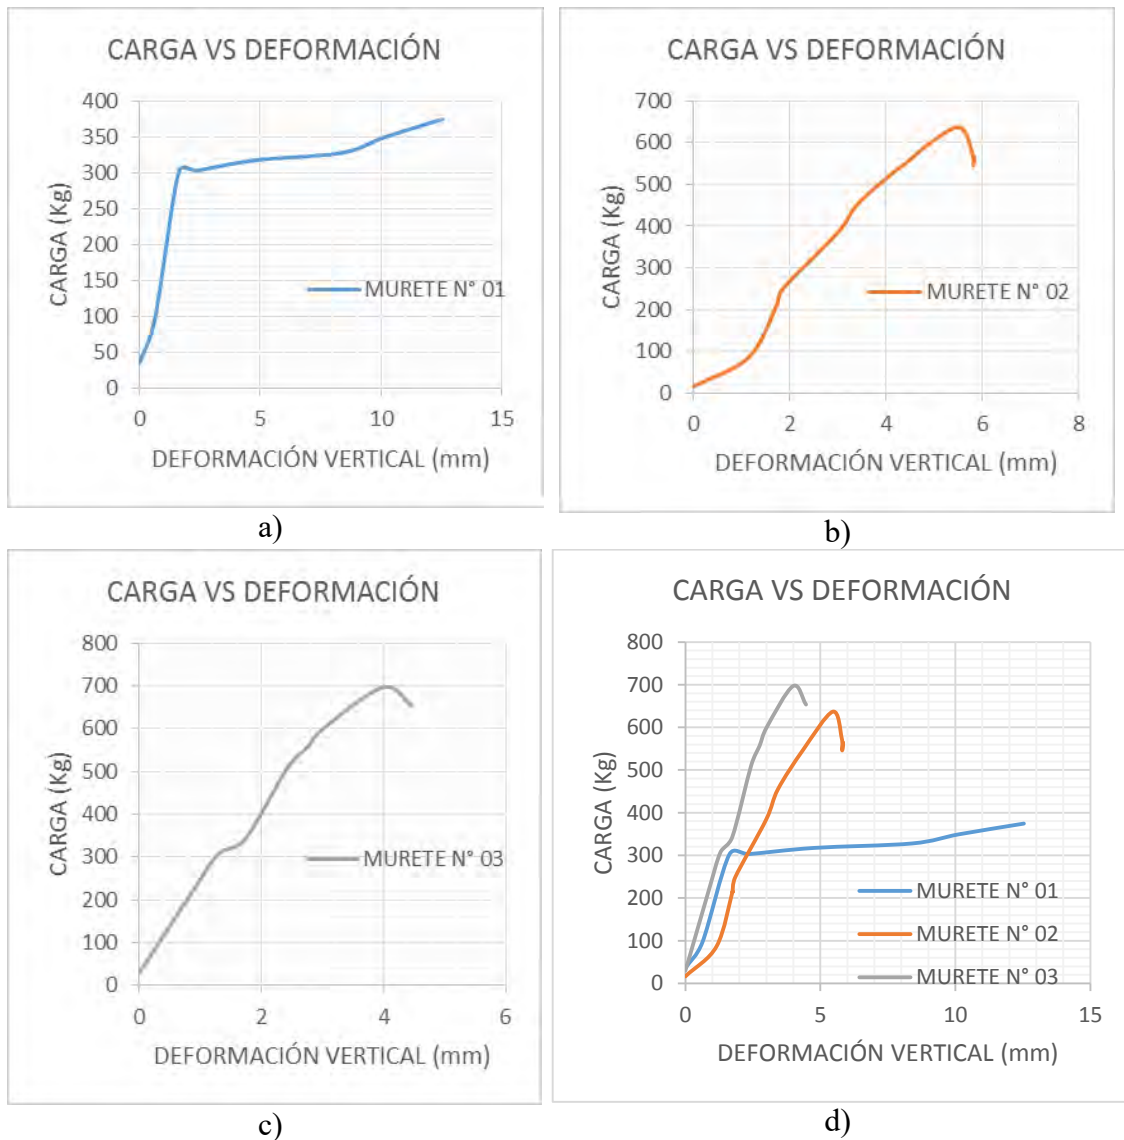 CARGA VS DEFORMACIÓN
400
350
300
250
200
150
100
50
0
0 5 10 15
CARGA (Kg)
DEFORMACIÓN VERTICAL (mm)
MURETE N° 01
a)
CARGA VS DEFORMACIÓN
700
600
500
400
300
200
100
0
0 2 4 6 8
CARGA (Kg)
DEFORMACIÓN VERTICAL (mm)
MURETE N° 02
b)
CARGA VS DEFORMACIÓN
800
700
600
500
400
300
200
100
0
0 2 4 6
CARGA (Kg)
DEFORMACIÓN VERTICAL (mm)
MURETE N° 03
c)
CARGA VS DEFORMACIÓN
800
700
600
500
400
300
200
100
0
0 5 10 15
CARGA (Kg)
DEFORMACIÓN VERTICAL (mm)
MURETE N° 01
MURETE N° 02
MURETE N° 03
d)